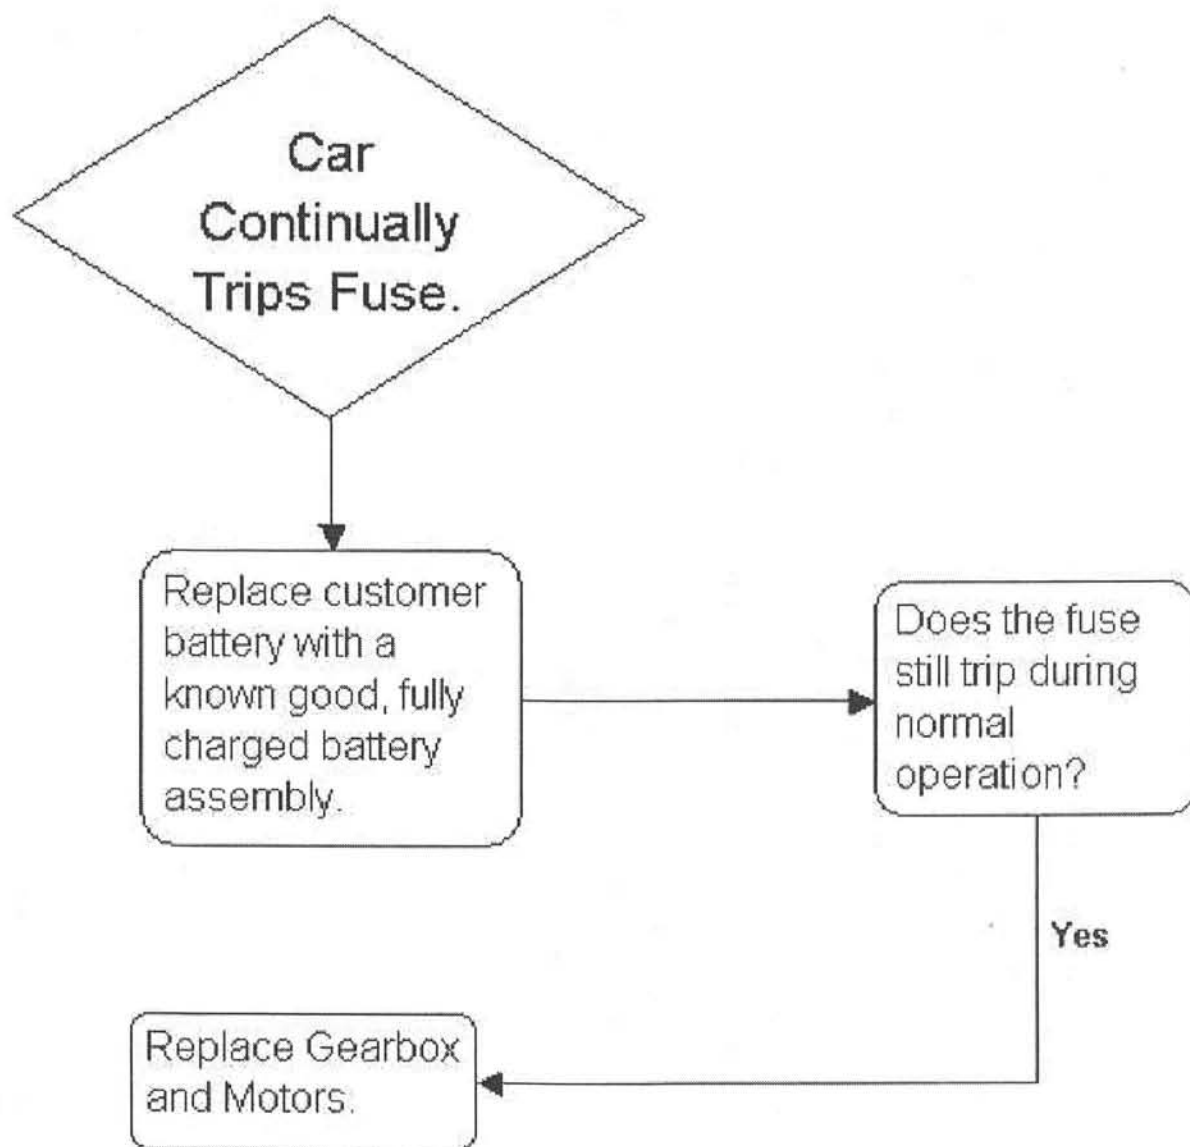 Car
Continually
Trips Fuse.
Replace customer
battery with a
known good, fully
charged battery
assembly.
Does the fuse
still trip during
normal
operation?
Yes
Replace Gearbox
and Motors.